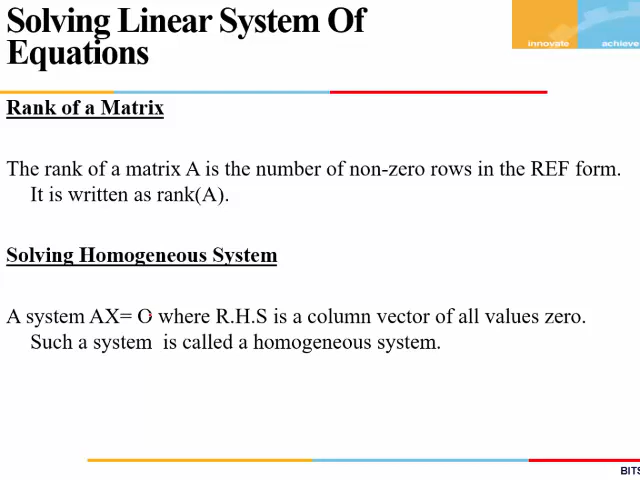 Solving Linear System Of
Equations
innovate achieve
Rank of a Matrix
The rank of a matrix A is the number of non-zero rows in the REF form.
It is written as rank(A).
Solving Homogeneous System
A system AX= O where R.H.S is a column vector of all values zero.
Such a system is called a homogeneous system.
BITS